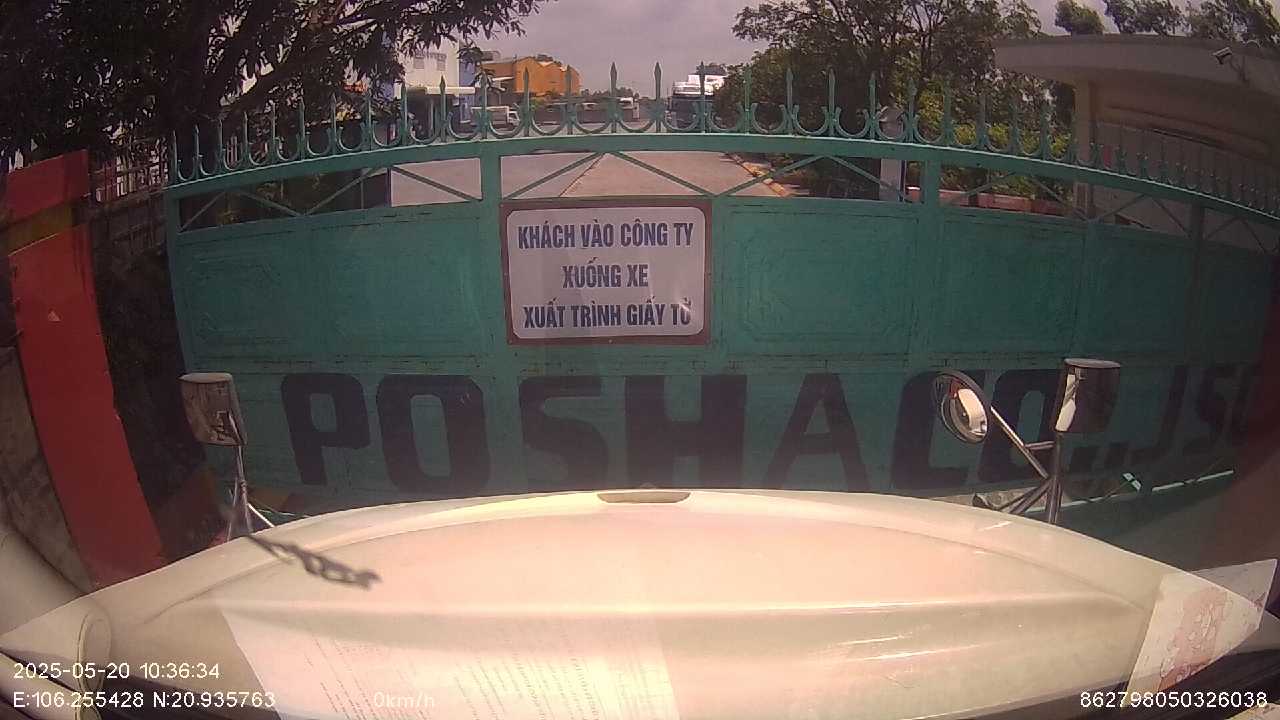 KHÁCH VÀO CÔNG TY
XUỐNG XE
XUẤT TRÌNH GIẤY TỜ
POSHACO.,JSC
2025-05-20 10:36:34
E:106.255428 N:20.935763 0km/h 862798050326038